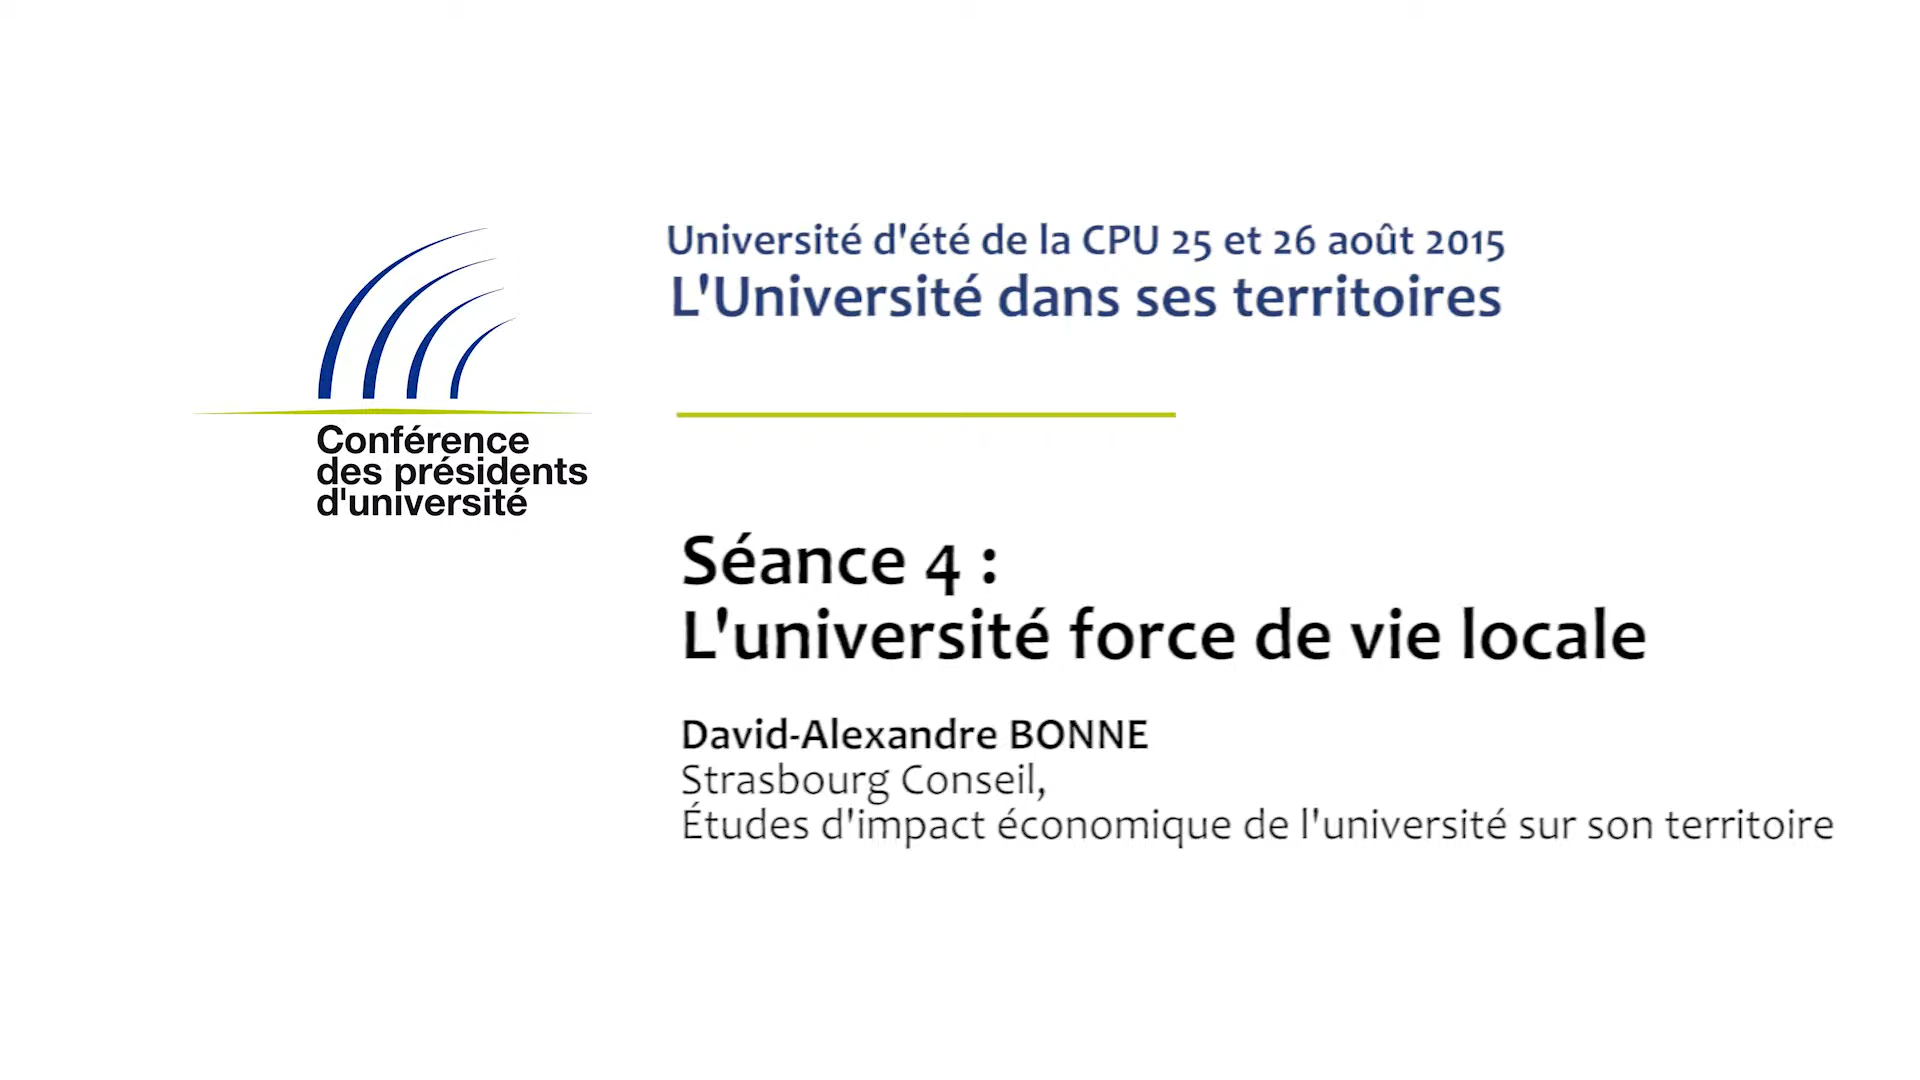 Université d'été de la CPU 25 et 26 août 2015
L'Université dans ses territoires
Conférence
des présidents
d'université
Séance 4 :
L'université force de vie locale
David-Alexandre BONNE
Strasbourg Conseil,
Études d'impact économique de l'université sur son territoire